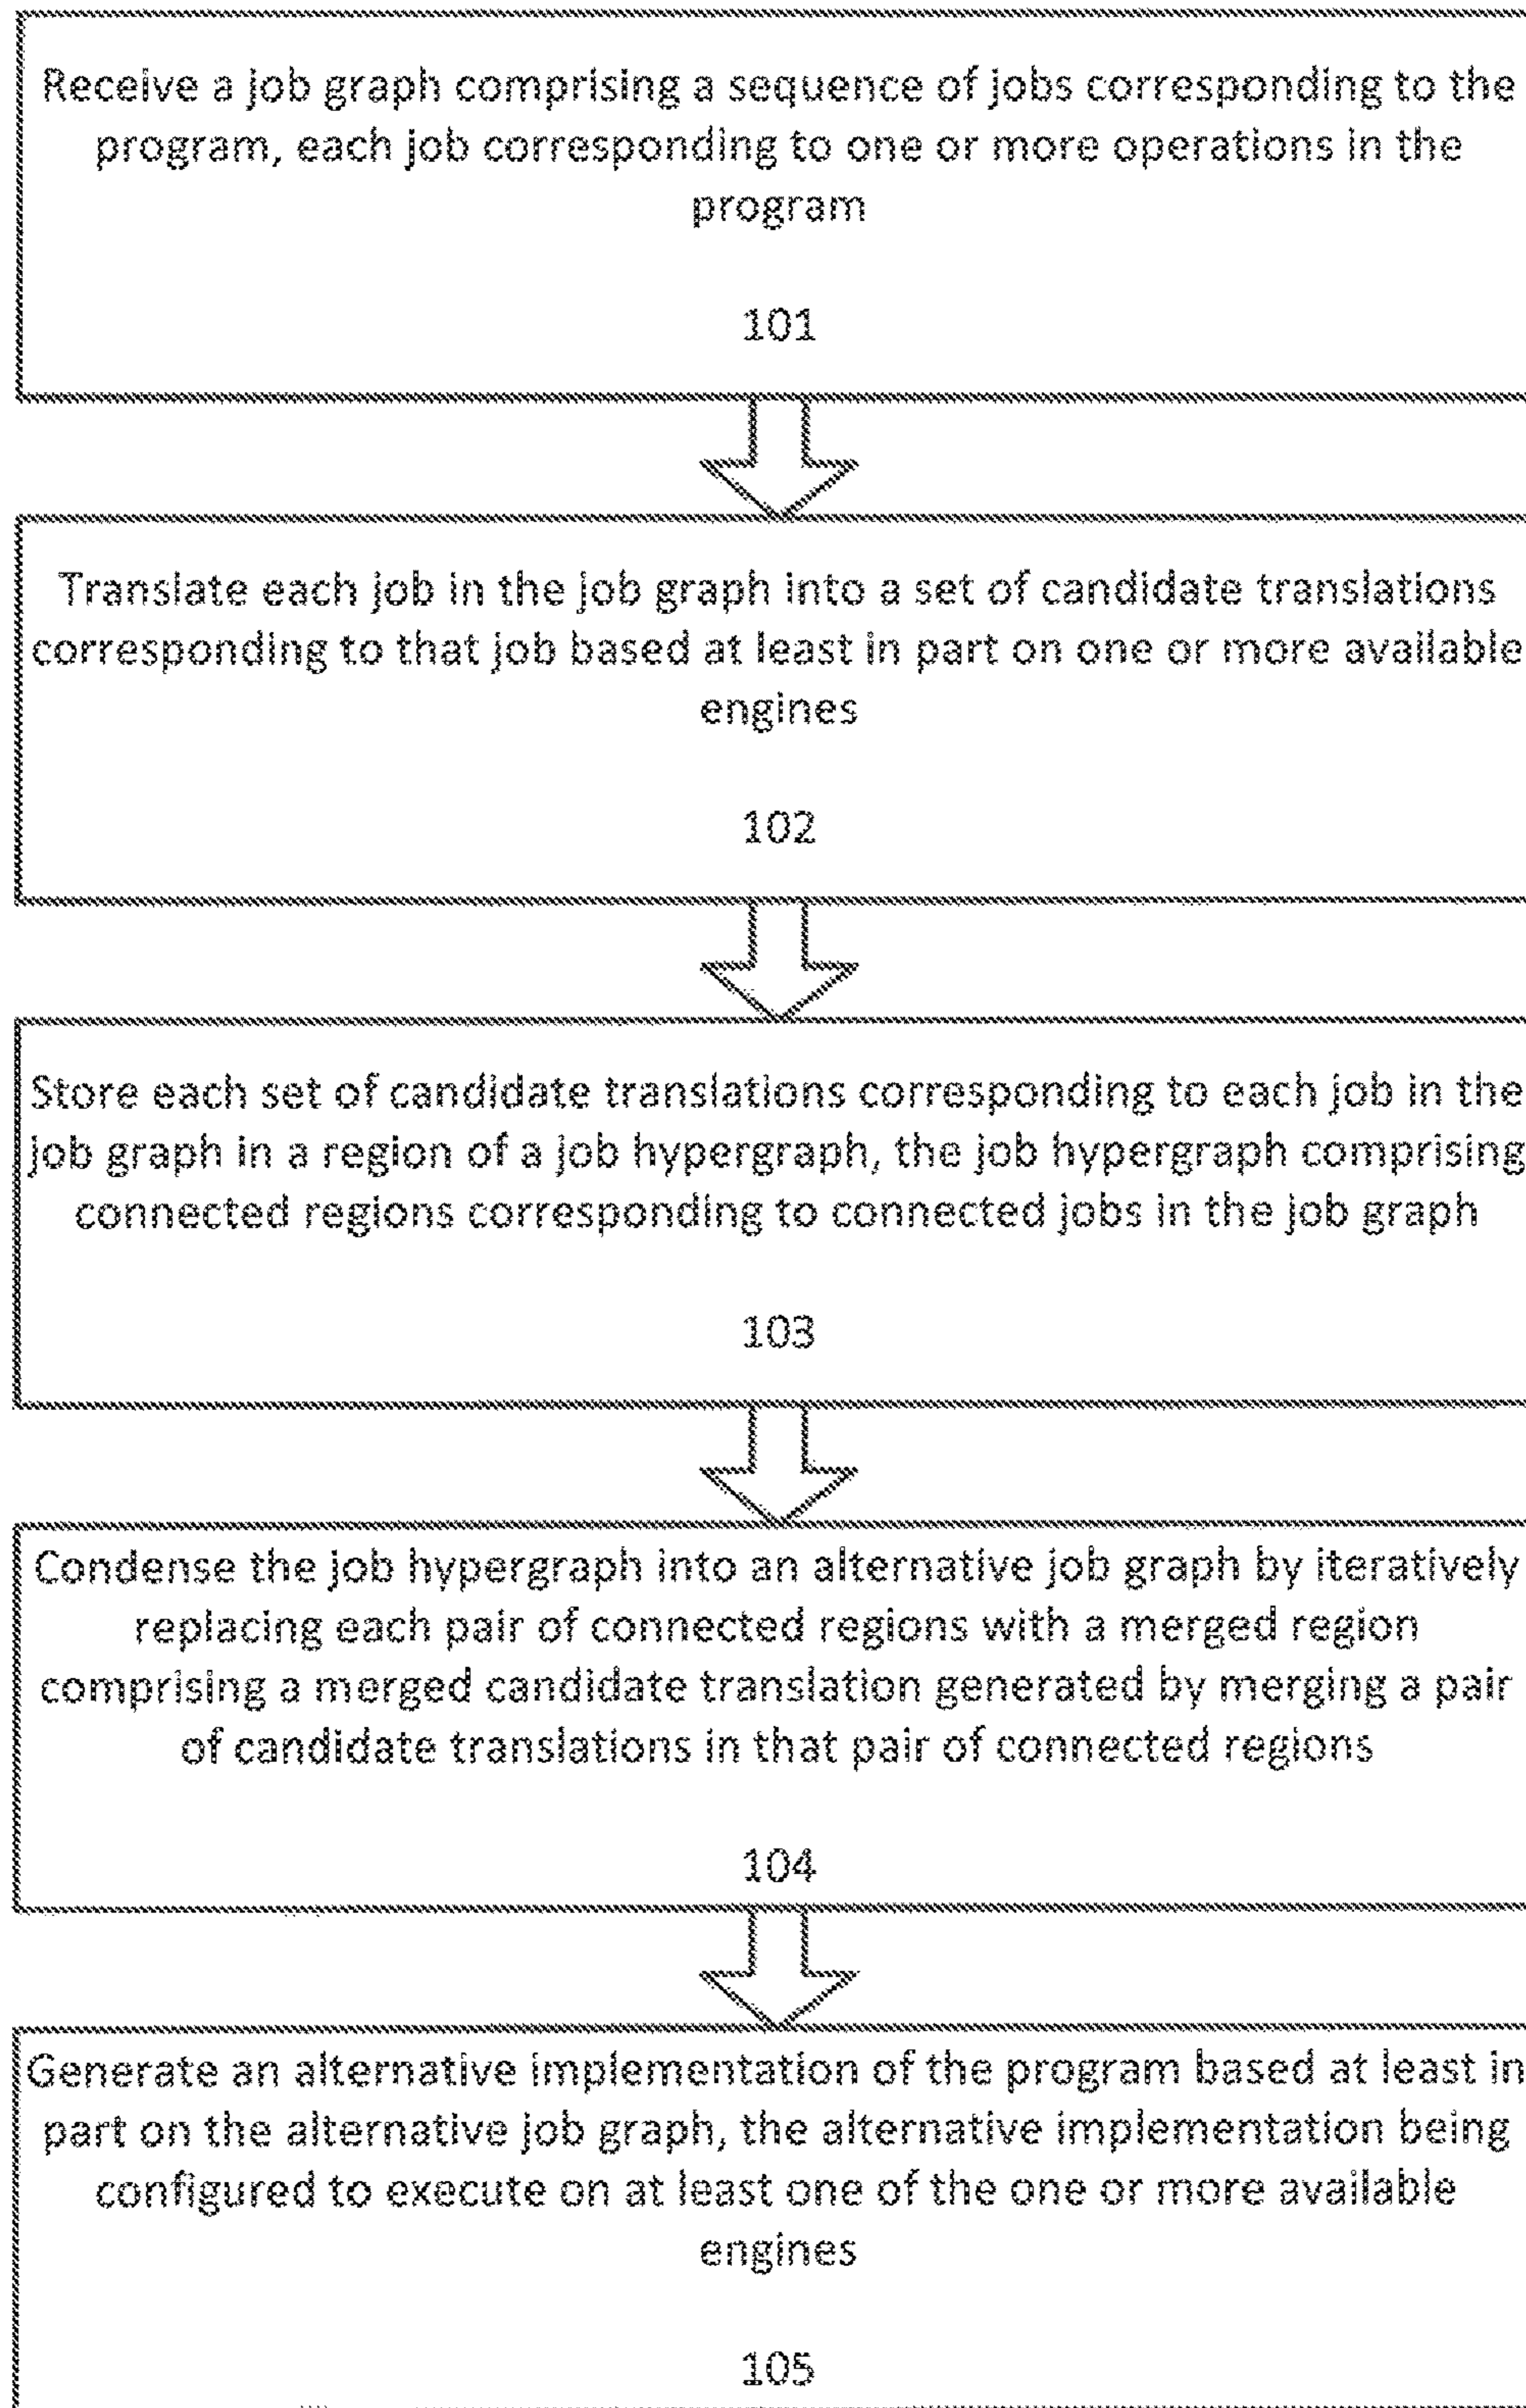 Receive a job graph comprising a sequence of jobs corresponding to the
program, each job corresponding to one or more operations in the
program
101
Translate each job in the job graph into a set of candidate translations
corresponding to that job based at least in part on one or more available
engines
102
Store each set of candidate translations corresponding to each job in the
job graph in a region of a job hypergraph, the job hypergraph comprising
connected regions corresponding to connected jobs in the job graph
103
Condense the job hypergraph into an alternative job graph by iteratively
replacing each pair of connected regions with a merged region
comprising a merged candidate translation generated by merging a pair
of candidate translations in that pair of connected regions
104
Generate an alternative implementation of the program based at least in
part on the alternative job graph, the alternative implementation being
configured to execute on at least one of the one or more available
engines
105